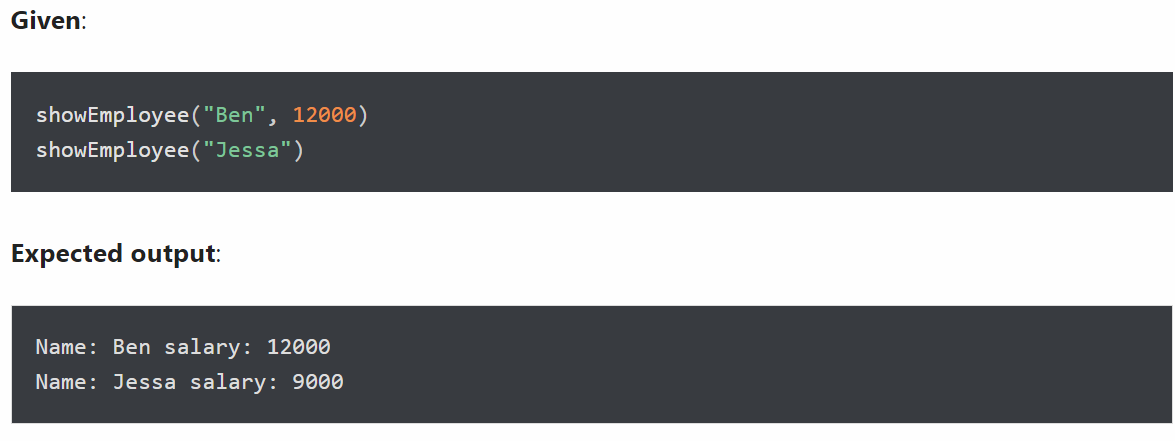 Given:
showEmployee("Ben", 12000)
showEmployee("Jessa")
Expected output:
Name: Ben salary: 12000
Name: Jessa salary: 9000